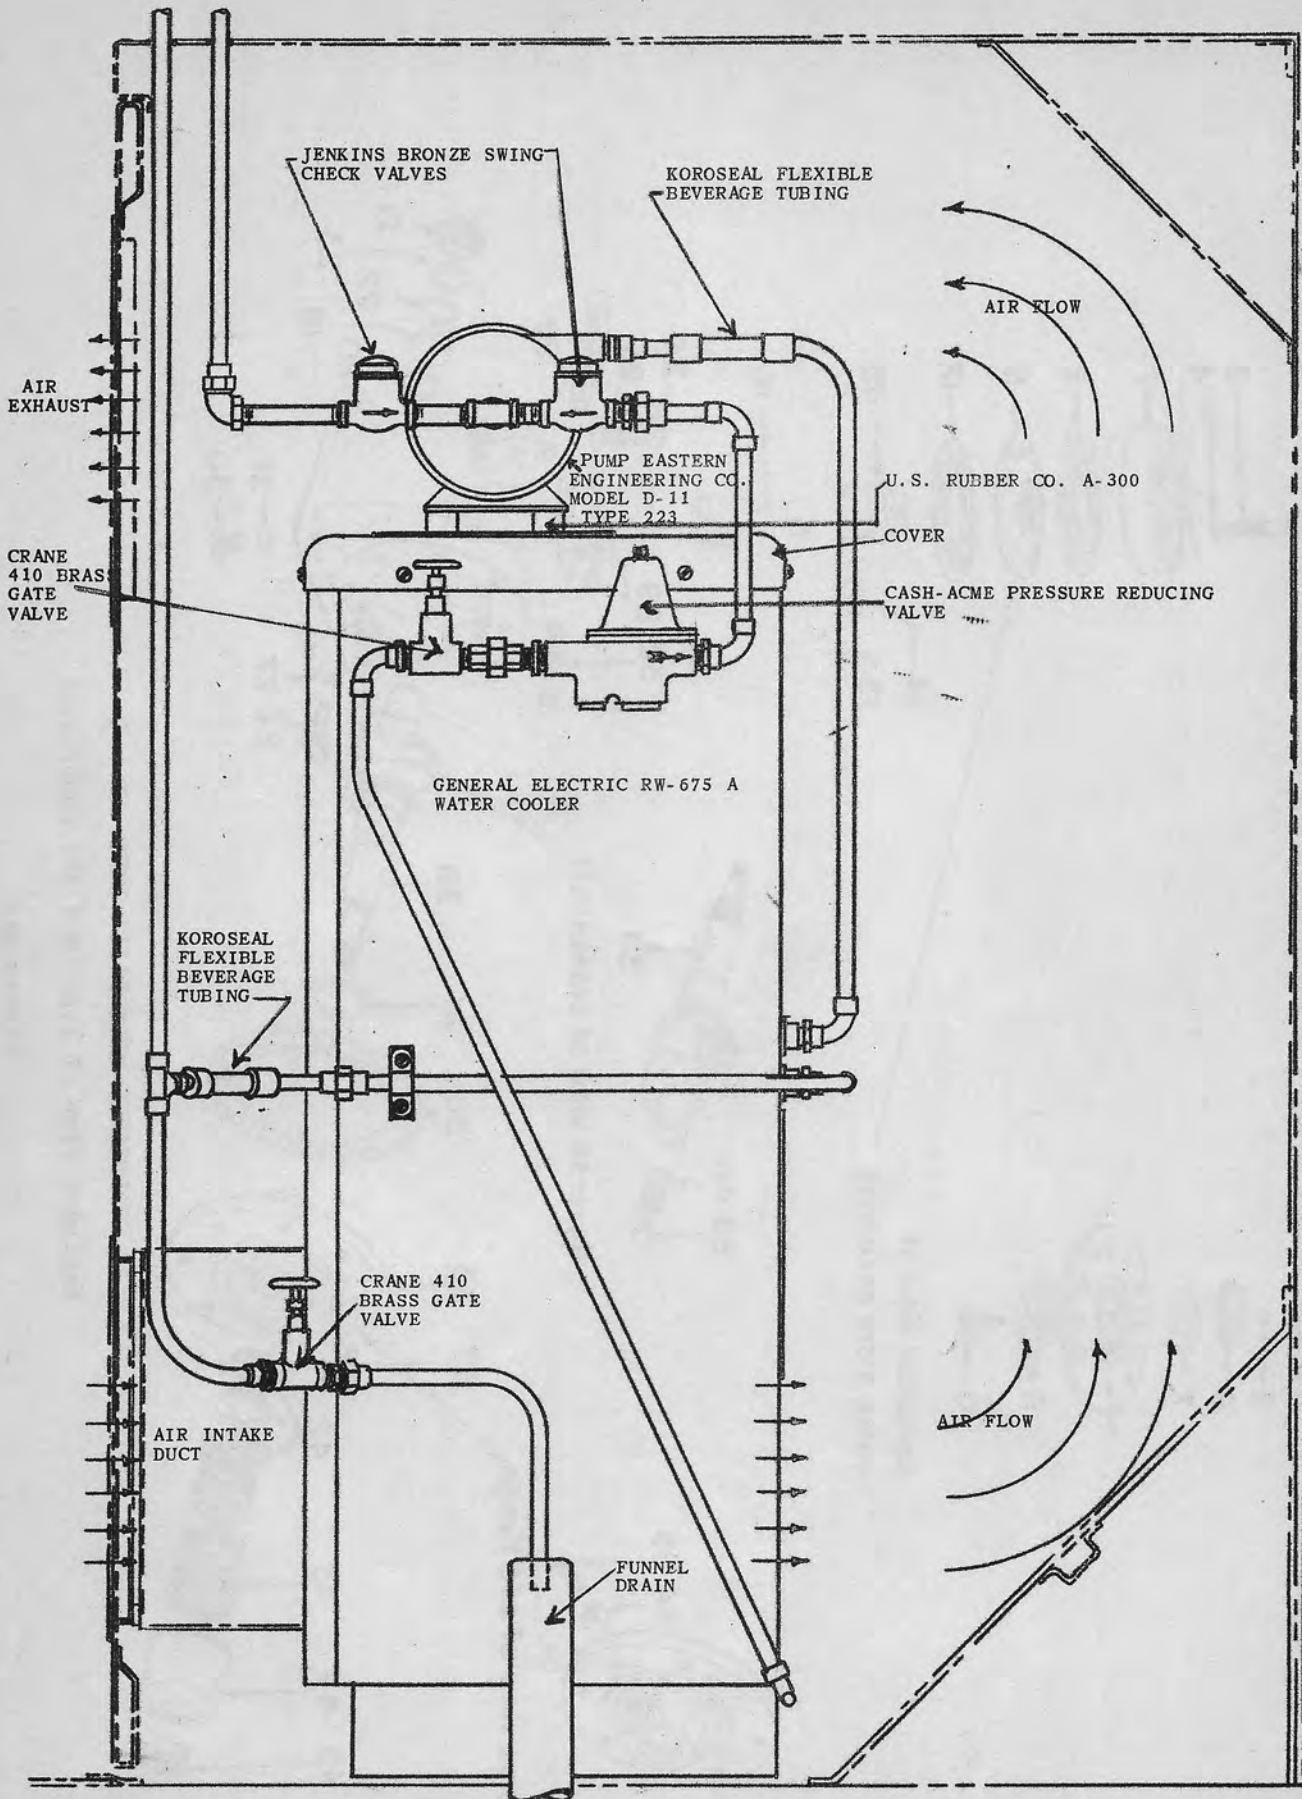 JENKINS BRONZE SWING
CHECK VALVES
KOROSEAL FLEXIBLE
BEVERAGE TUBING
AIR FLOW
AIR
EXHAUST
PUMP EASTERN
ENGINEERING CO.
MODEL D-11
TYPE 223
U.S. RUBBER CO. A-300
COVER
CRANE
410 BRASS
GATE
VALVE
CASH-ACME PRESSURE REDUCING
VALVE
GENERAL ELECTRIC RW-675 A
WATER COOLER
KOROSEAL
FLEXIBLE
BEVERAGE
TUBING
CRANE 410
BRASS GATE
VALVE
AIR INTAKE
DUCT
AIR FLOW
FUNNEL
DRAIN